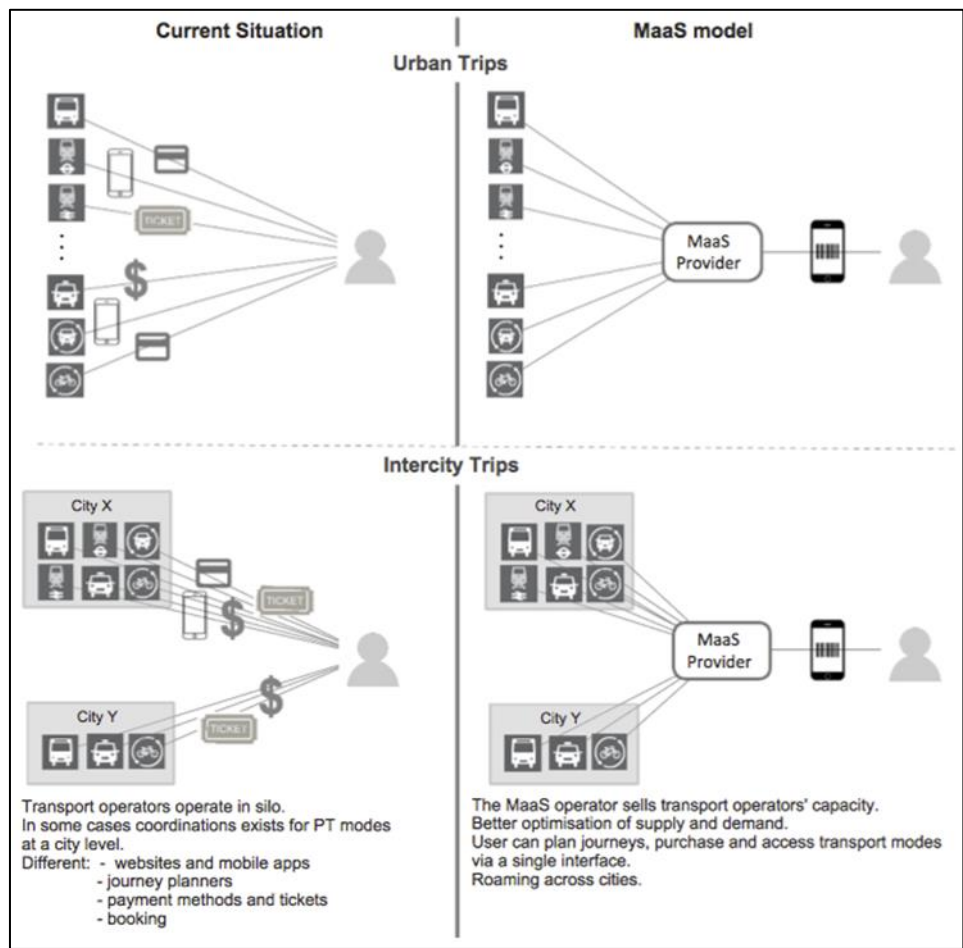 Current Situation
MaaS model
Urban Trips
TICKET
$
MaaS
Provider
Intercity Trips
City X
TICKET
$
$
City Y
TICKET
City X
MaaS
Provider
City Y
Transport operators operate in silo.
In some cases coordinations exists for PT modes
at a city level.
Different: - websites and mobile apps
- journey planners
- payment methods and tickets
- booking
The MaaS operator sells transport operators' capacity.
Better optimisation of supply and demand.
User can plan journeys, purchase and access transport modes
via a single interface.
Roaming across cities.